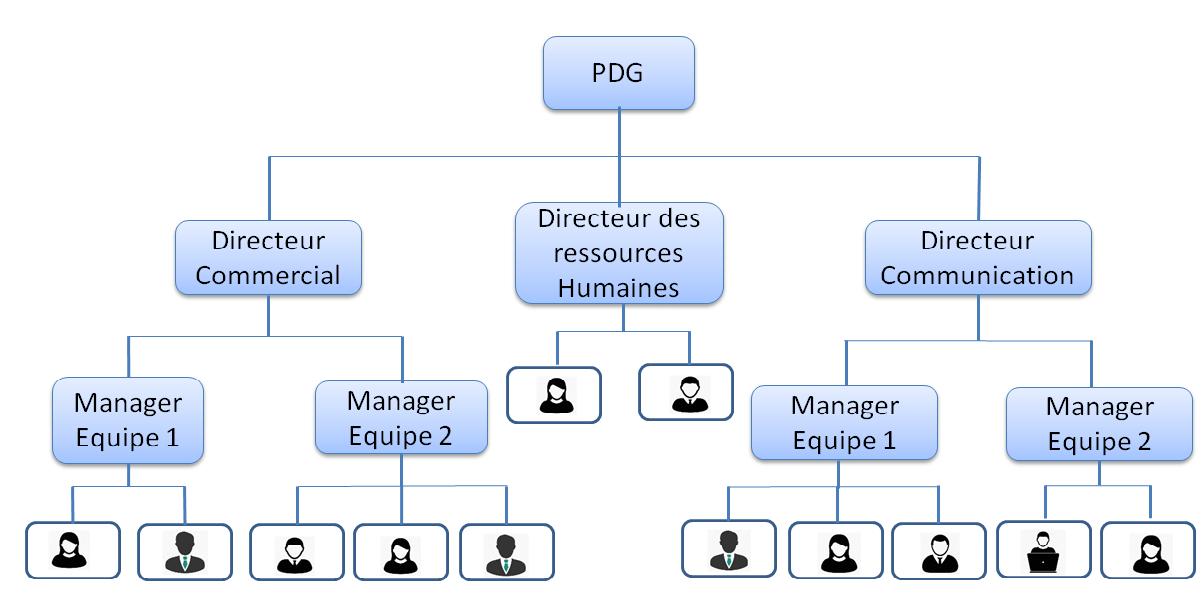 PDG
Directeur
Commercial
Directeur des
ressources
Humaines
Directeur
Communication
Manager
Equipe 1
Manager
Equipe 2
Manager
Equipe 1
Manager
Equipe 2